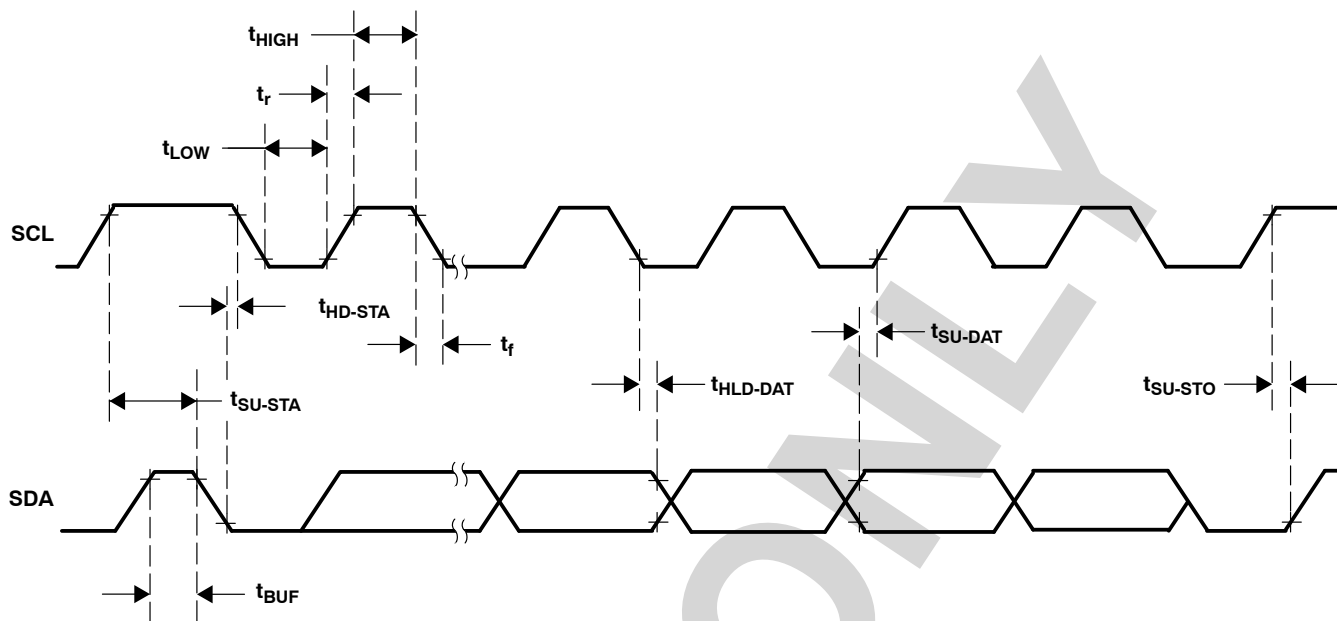 tHIGH
tr
tLOW
SCL
tHD-STA
tf
tSU-DAT
tHLD-DAT
tSU-STO
tSU-STA
SDA
tBUF
ONLY